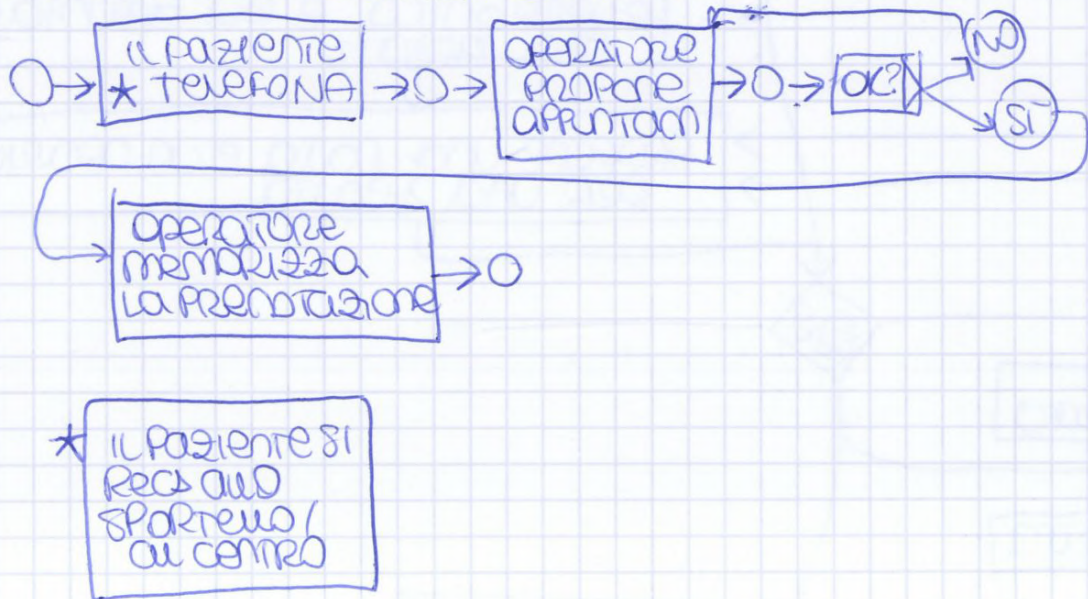 IL PAZIENTE
* TELEFONA
OPERATORE
PROPONE
APPUNTAM
OK?
NO
SI
OPERATORE
MEMORIZZA
LA PRENOTAZIONE
* IL PAZIENTE SI
RECA ALLO
SPORTELLO /
AL CENTRO